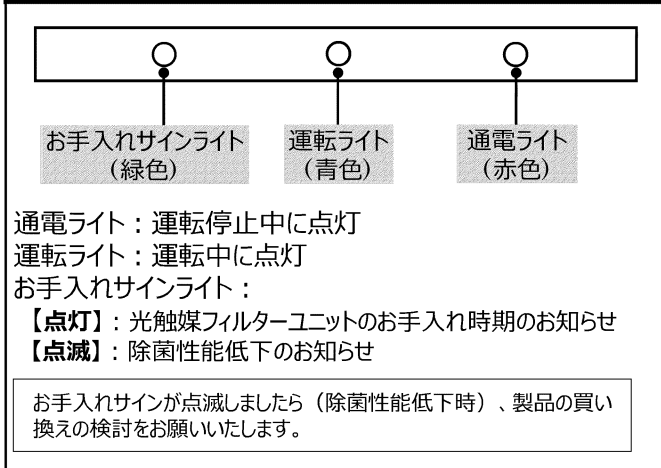 お手入れサインライト 運転ライト 通電ライト
(緑色) (青色) (赤色)
通電ライト：運転停止中に点灯
運転ライト：運転中に点灯
お手入れサインライト：
【点灯】：光触媒フィルターユニットのお手入れ時期のお知らせ
【点滅】：除菌性能低下のお知らせ
お手入れサインが点滅しましたら（除菌性能低下時）、製品の買い
換えの検討をお願いいたします。